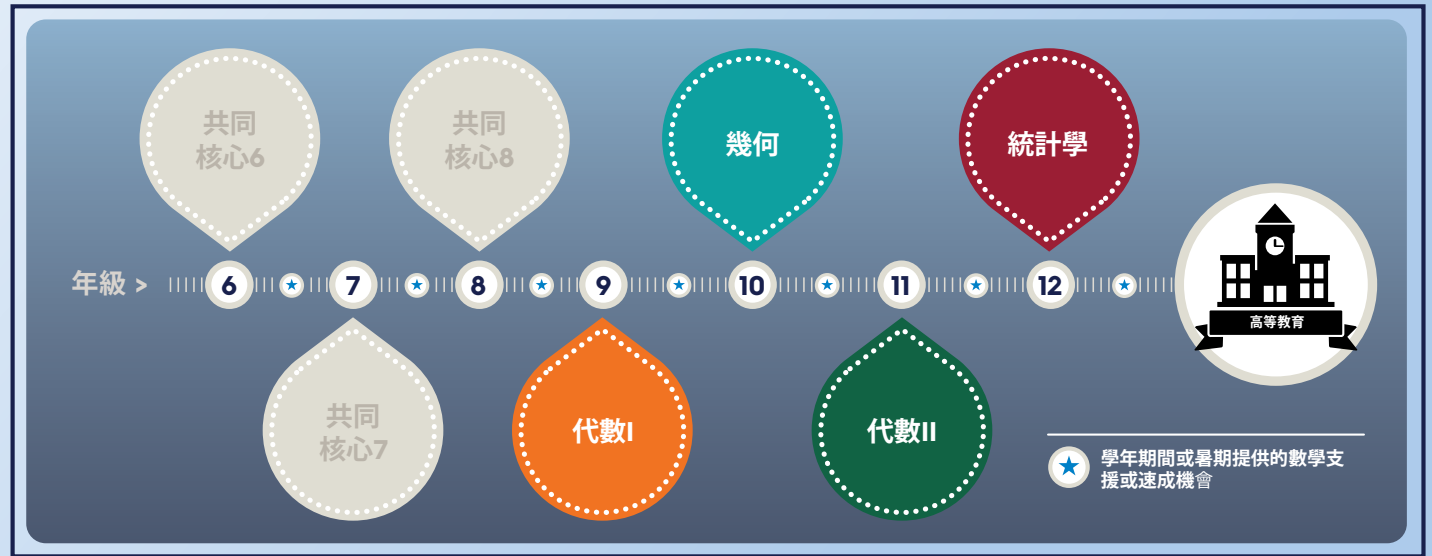 共同
核心6
共同
核心8
幾何
統計學
年級 >
6
7
8
9
10
11
12
高等教育
共同
核心7
代數I
代數II
學年期間或暑期提供的數學支
援或速成機會